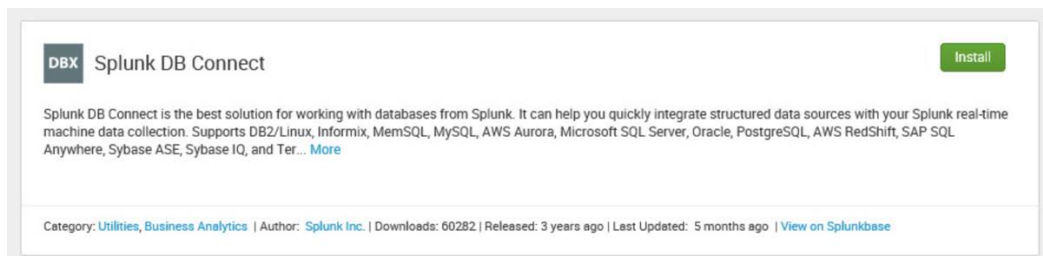 DBX Splunk DB Connect Install
Splunk DB Connect is the best solution for working with databases from Splunk. It can help you quickly integrate structured data sources with your Splunk real-time
machine data collection. Supports DB2/Linux, Informix, MemSQL, MySQL, AWS Aurora, Microsoft SQL Server, Oracle, PostgreSQL, AWS RedShift, SAP SQL
Anywhere, Sybase ASE, Sybase IQ, and Ter... More
Category: Utilities, Business Analytics | Author: Splunk Inc. | Downloads: 60282 | Released: 3 years ago | Last Updated: 5 months ago | View on Splunkbase